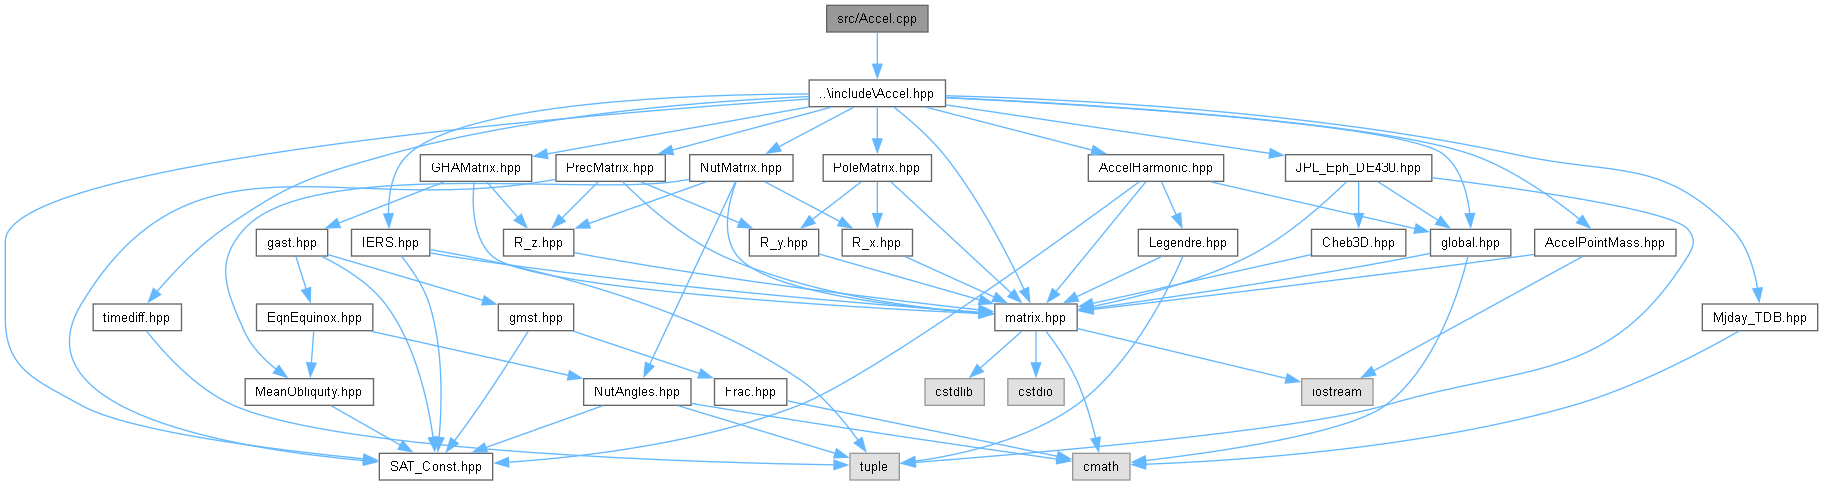 src/Accel.cpp
..\include\Accel.hpp
GHAMatrix.hpp
PrecMatrix.hpp
NutMatrix.hpp
PoleMatrix.hpp
AccelHarmonic.hpp
JPL_Eph_DE430.hpp
gast.hpp
IERS.hpp
R_z.hpp
R_y.hpp
R_x.hpp
Legendre.hpp
Cheb3D.hpp
global.hpp
AccelPointMass.hpp
timediff.hpp
EqnEquinox.hpp
gmst.hpp
matrix.hpp
Mjday_TDB.hpp
MeanObliquity.hpp
NutAngles.hpp
Frac.hpp
cstdlib
cstdio
iostream
SAT_Const.hpp
tuple
cmath